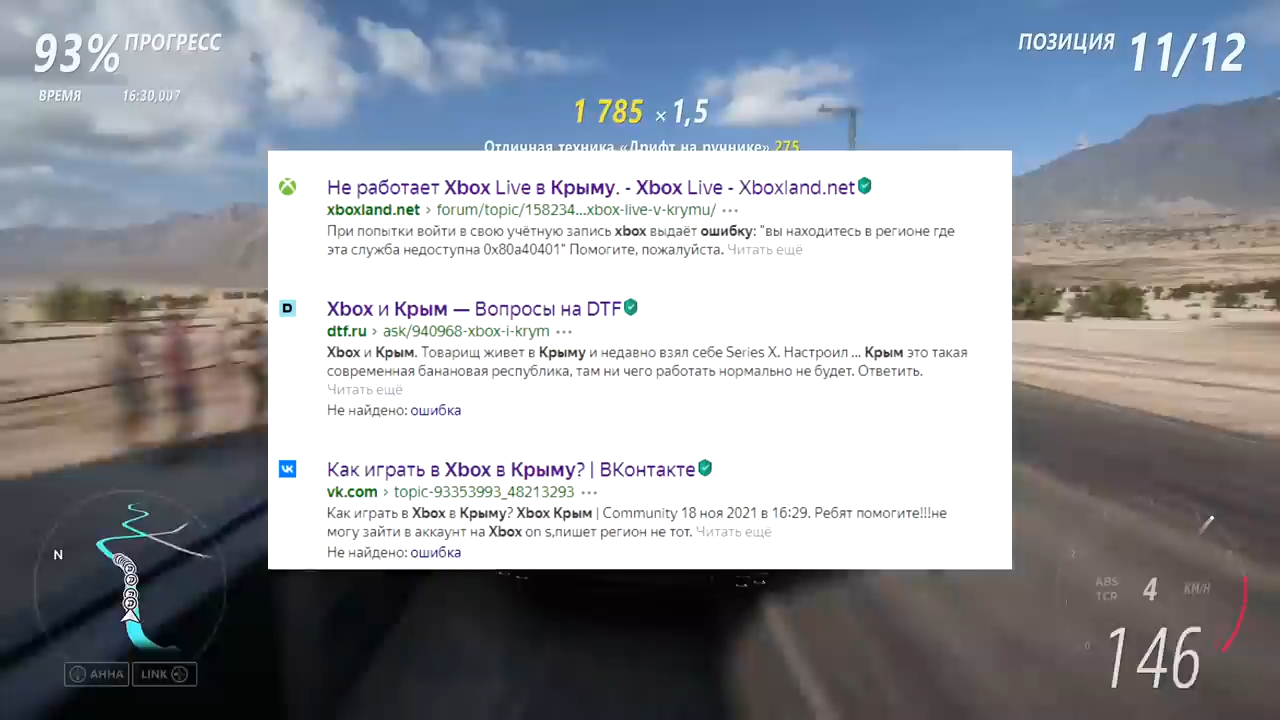 93% ПРОГРЕСС
ВРЕМЯ 16:30,007
ПОЗИЦИЯ 11/12
1 785 × 1,5
Отличная техника «Дрифт на ручнике» 275
Не работает Xbox Live в Крыму. - Xbox Live - Xboxland.net
xboxland.net › forum/topic/158234...xbox-live-v-krymu/ ···
При попытки войти в свою учётную запись xbox выдаёт ошибку: "вы находитесь в регионе где
эта служба недоступна 0x80a40401" Помогите, пожалуйста. Читать ещё
D
Xbox и Крым — Вопросы на DTF
dtf.ru › ask/940968-xbox-i-krym ···
Xbox и Крым. Товарищ живет в Крыму и недавно взял себе Series X. Настроил ... Крым это такая
современная банановая республика, там ни чего работать нормально не будет. Ответить.
Читать ещё
Не найдено: ошибка
Как играть в Xbox в Крыму? | ВКонтакте
vk.com › topic-93353993_48213293 ···
Как играть в Xbox в Крыму? Xbox Крым | Community 18 ноя 2021 в 16:29. Ребят помогите!!!не
могу зайти в аккаунт на Xbox on s,пишет регион не тот. Читать ещё
Не найдено: ошибка
N
АННА LINK
ABS
TCR
4 KM/H
146